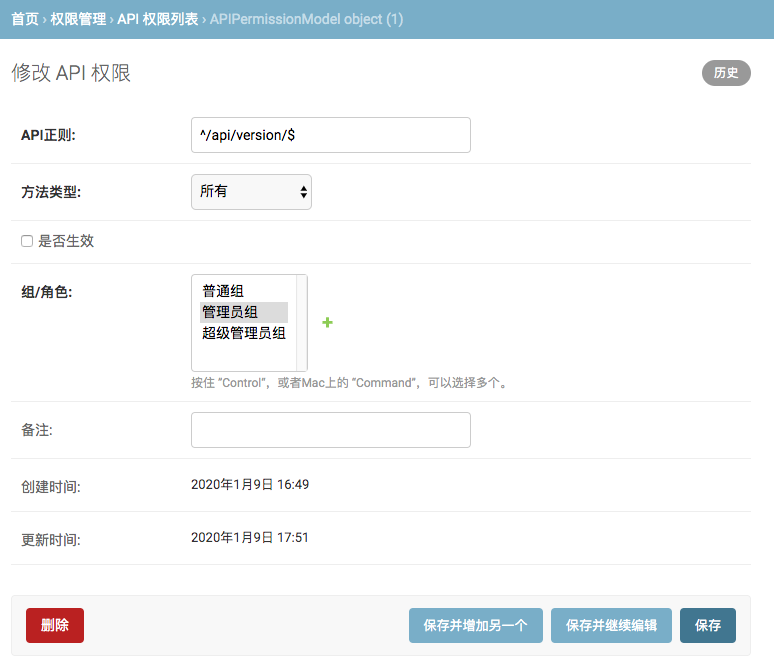 首页 › 权限管理 › API 权限列表 › APIPermissionModel object (1)
修改 API 权限
历史
API正则:
^/api/version/$
方法类型:
所有
是否生效
组/角色:
普通组
管理员组
超级管理员组
按住 “Control”，或者Mac上的 “Command”，可以选择多个。
备注:
创建时间:
2020年1月9日 16:49
更新时间:
2020年1月9日 17:51
删除
保存并增加另一个
保存并继续编辑
保存